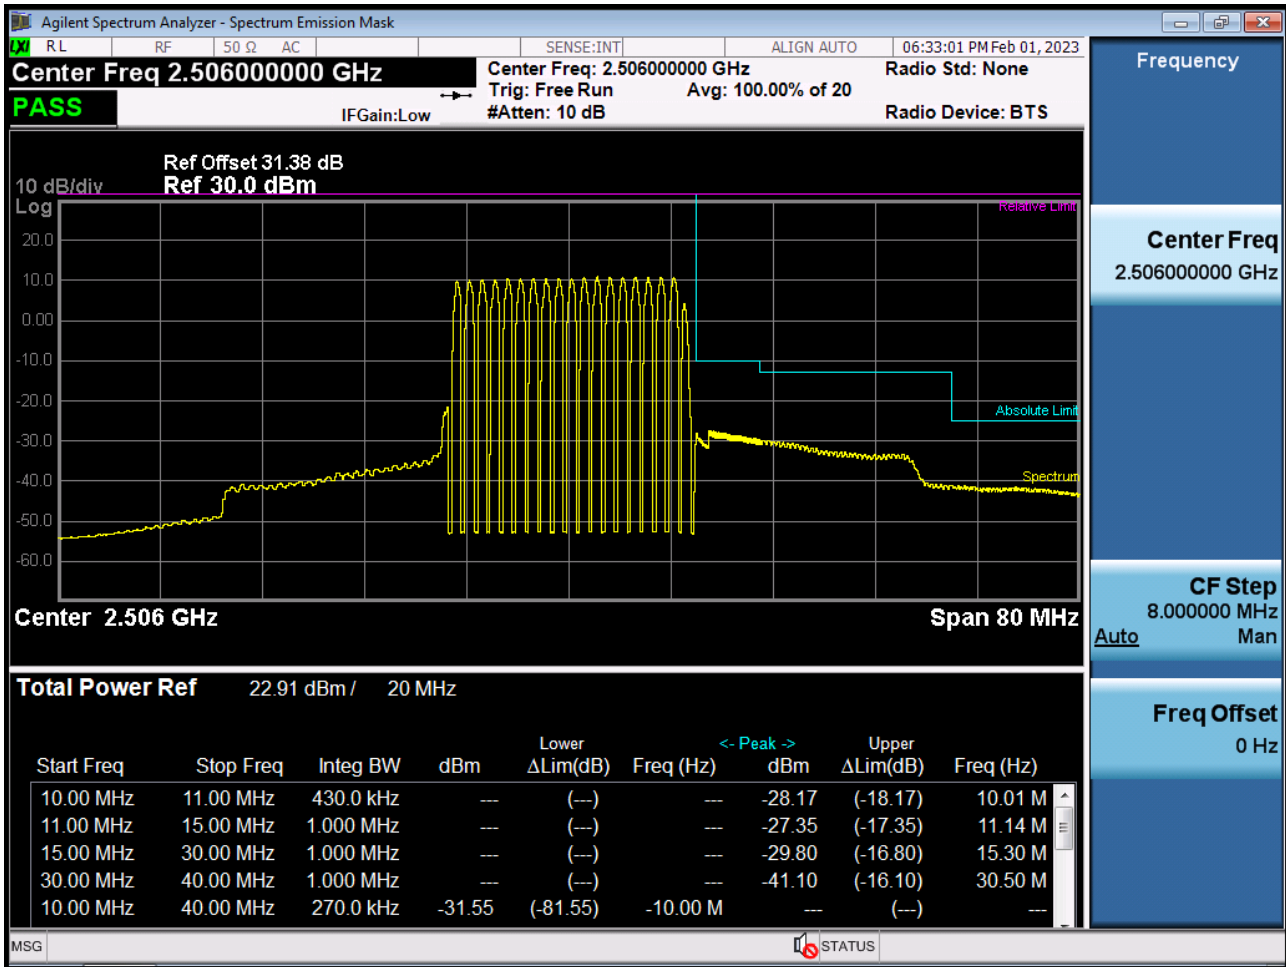 Agilent Spectrum Analyzer - Spectrum Emission Mask
LXI RL RF 50 Ω AC SENSE:INT ALIGN AUTO 06:33:01 PM Feb 01, 2023
Center Freq 2.506000000 GHz
PASS
IFGain:Low
Center Freq: 2.506000000 GHz
Trig: Free Run Avg: 100.00% of 20
#Atten: 10 dB
Radio Std: None
Radio Device: BTS
Ref Offset 31.38 dB
10 dB/div Ref 30.0 dBm
Log
Relative Limit
20.0
10.0
0.00
-10.0
-20.0
Absolute Limit
-30.0
-40.0
Spectrum
-50.0
-60.0
Center 2.506 GHz Span 80 MHz
Total Power Ref 22.91 dBm / 20 MHz
Lower <- Peak -> Upper
Start Freq Stop Freq Integ BW dBm ΔLim(dB) Freq (Hz) dBm ΔLim(dB) Freq (Hz)
10.00 MHz 11.00 MHz 430.0 kHz --- (---) --- -28.17 (-18.17) 10.01 M
11.00 MHz 15.00 MHz 1.000 MHz --- (---) --- -27.35 (-17.35) 11.14 M
15.00 MHz 30.00 MHz 1.000 MHz --- (---) --- -29.80 (-16.80) 15.30 M
30.00 MHz 40.00 MHz 1.000 MHz --- (---) --- -41.10 (-16.10) 30.50 M
10.00 MHz 40.00 MHz 270.0 kHz -31.55 (-81.55) -10.00 M --- (---) ---
MSG STATUS
Frequency
Center Freq
2.506000000 GHz
CF Step
8.000000 MHz
Auto Man
Freq Offset
0 Hz